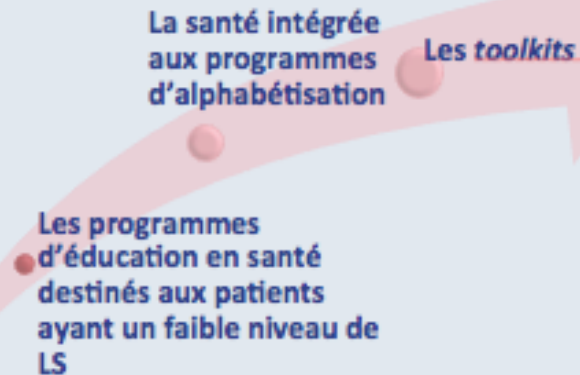 La santé intégrée
aux programmes
d'alphabétisation
Les toolkits
Les programmes
d'éducation en santé
destinés aux patients
ayant un faible niveau de
LS